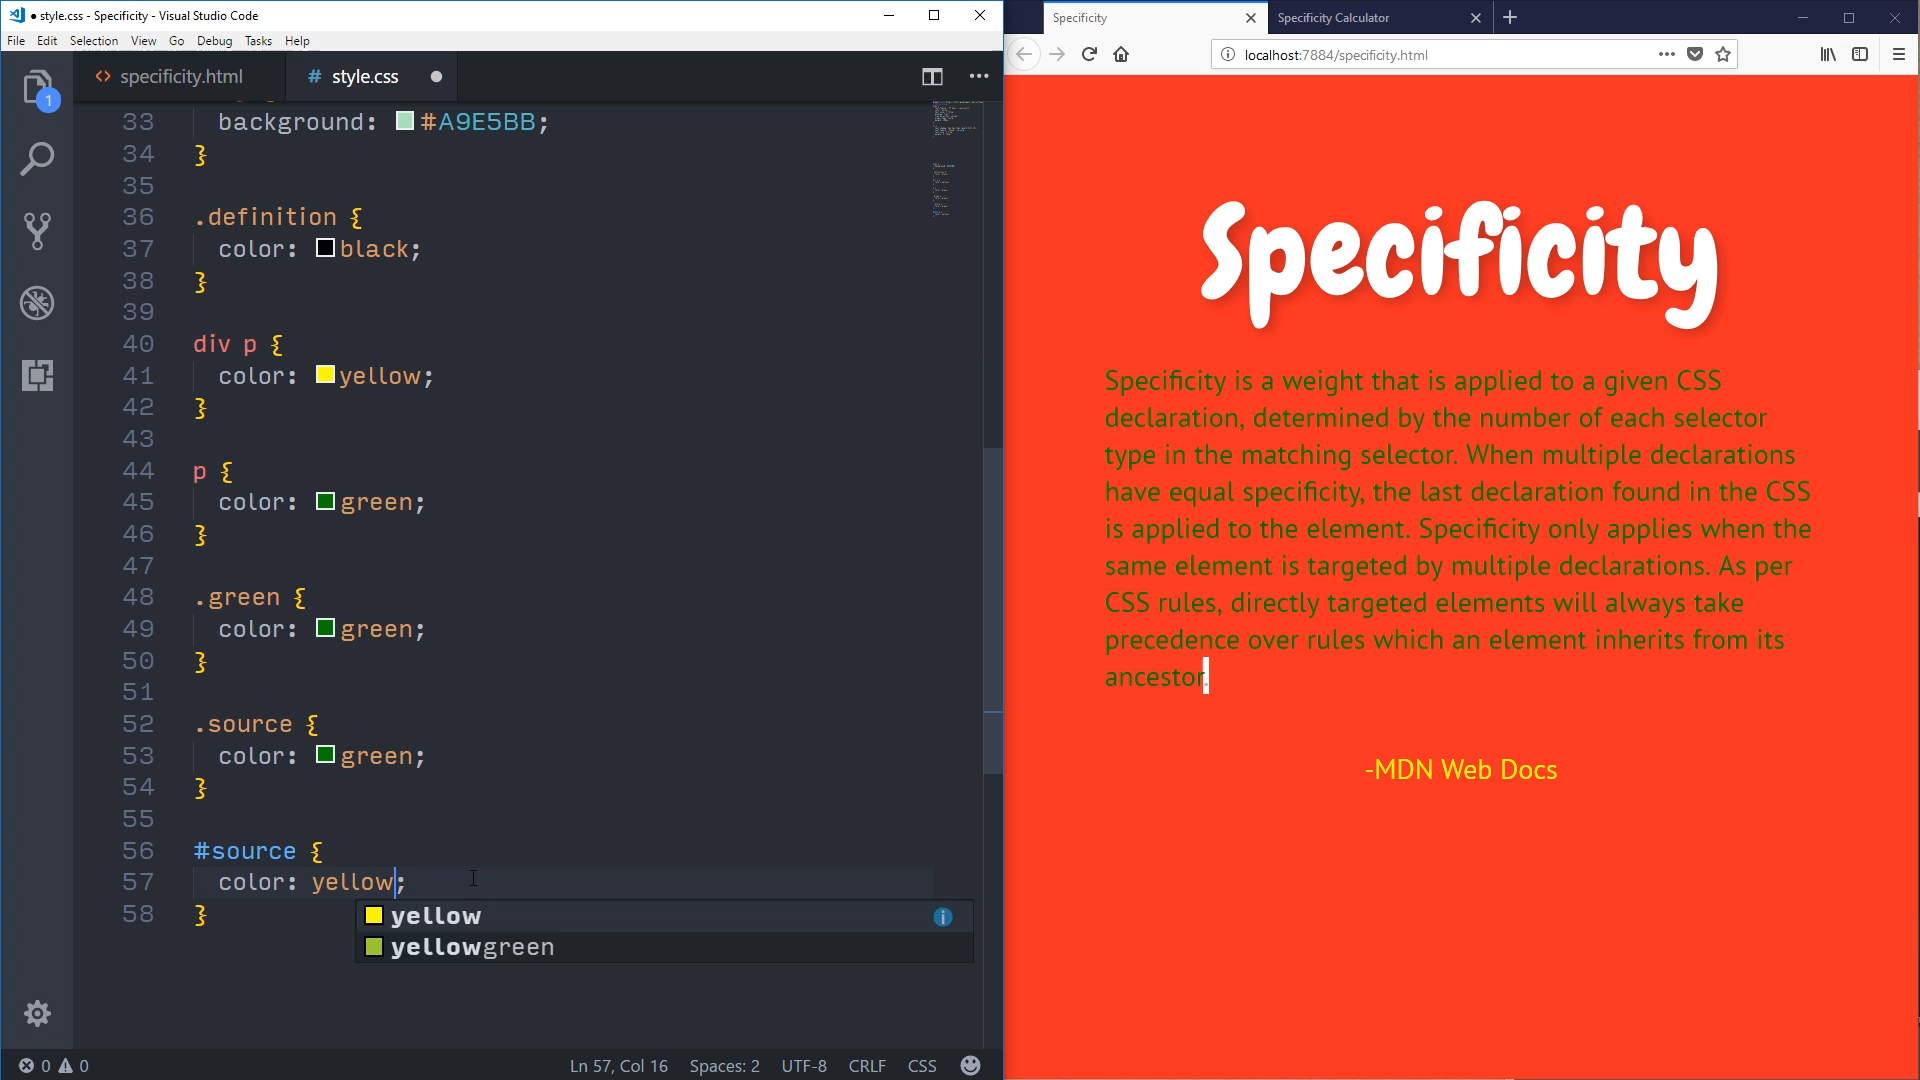 ● style.css - Specificity - Visual Studio Code
File Edit Selection View Go Debug Tasks Help
<> specificity.html # style.css ●
1
33 background: #A9E5BB;
34 }
35
36 .definition {
37 color: black;
38 }
39
40 div p {
41 color: yellow;
42 }
43
44 p {
45 color: green;
46 }
47
48 .green {
49 color: green;
50 }
51
52 .source {
53 color: green;
54 }
55
56 #source {
57 color: yellow;
58 }
yellow
yellowgreen
0 0 Ln 57, Col 16 Spaces: 2 UTF-8 CRLF CSS
Specificity Specificity Calculator
localhost:7884/specificity.html
Specificity
Specificity is a weight that is applied to a given CSS
declaration, determined by the number of each selector
type in the matching selector. When multiple declarations
have equal specificity, the last declaration found in the CSS
is applied to the element. Specificity only applies when the
same element is targeted by multiple declarations. As per
CSS rules, directly targeted elements will always take
precedence over rules which an element inherits from its
ancestor.
-MDN Web Docs